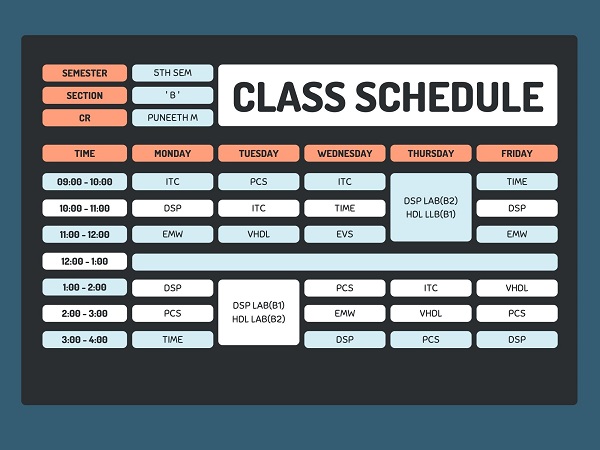 SEMESTER 5TH SEM
SECTION ' B '
CR PUNEETH M
CLASS SCHEDULE
TIME MONDAY TUESDAY WEDNESDAY THURSDAY FRIDAY
09:00 - 10:00 ITC PCS ITC TIME
DSP LAB(B2)
HDL LLB(B1)
10:00 - 11:00 DSP ITC TIME DSP
11:00 - 12:00 EMW VHDL EVS EMW
12:00 - 1:00
1:00 - 2:00 DSP PCS ITC VHDL
DSP LAB(B1)
HDL LAB(B2)
2:00 - 3:00 PCS EMW VHDL PCS
3:00 - 4:00 TIME DSP PCS DSP